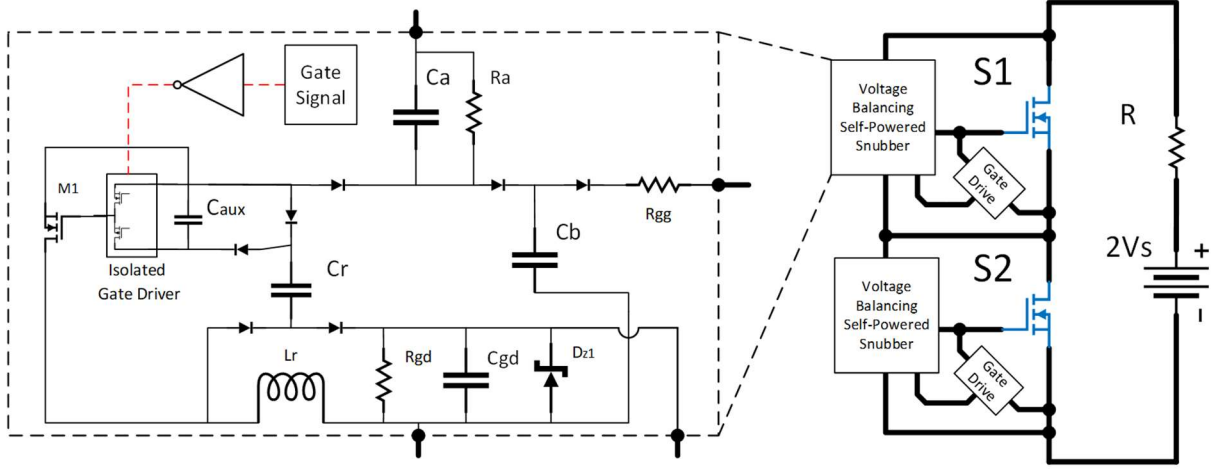 Gate
Signal
Ca
Ra
M1
Caux
Isolated
Gate Driver
Cr
Cb
Rgg
Lr
Rgd
Cgd
Dz1
Voltage
Balancing
Self-Powered
Snubber
S1
Gate
Drive
R
Voltage
Balancing
Self-Powered
Snubber
S2
Gate
Drive
2Vs
+
-